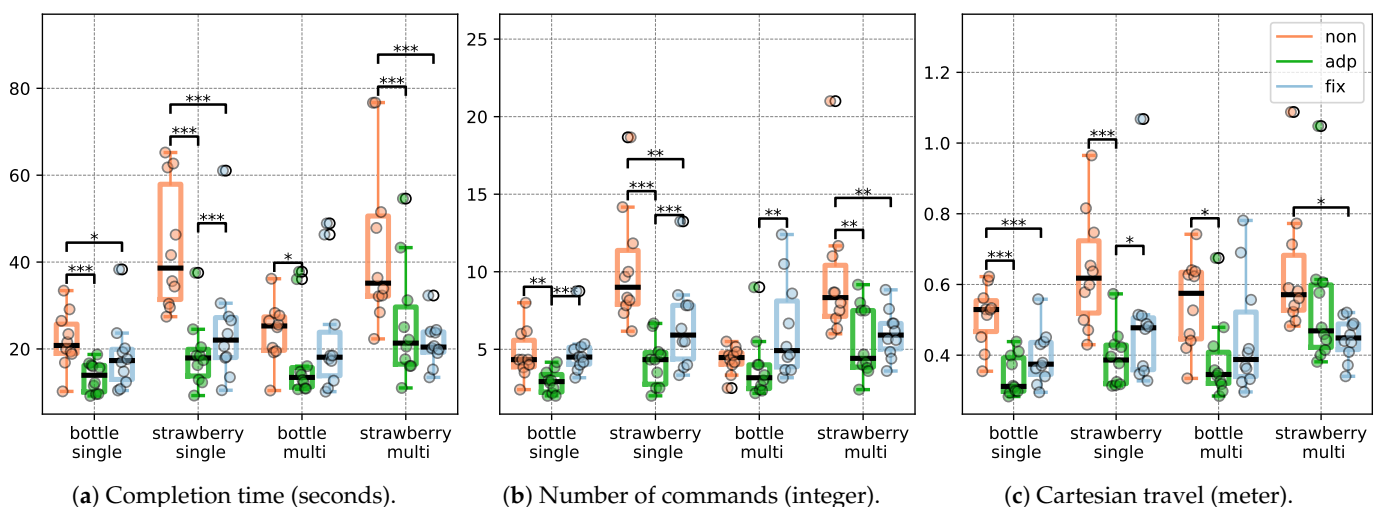 80
60
40
20
*
***
***
***
***
*
***
***
bottle
single
strawberry
single
bottle
multi
strawberry
multi
(a) Completion time (seconds).
25
20
15
10
5
**
***
***
**
***
**
**
**
bottle
single
strawberry
single
bottle
multi
strawberry
multi
(b) Number of commands (integer).
1.2
1.0
0.8
0.6
0.4
***
***
***
*
*
*
non
adp
fix
bottle
single
strawberry
single
bottle
multi
strawberry
multi
(c) Cartesian travel (meter).